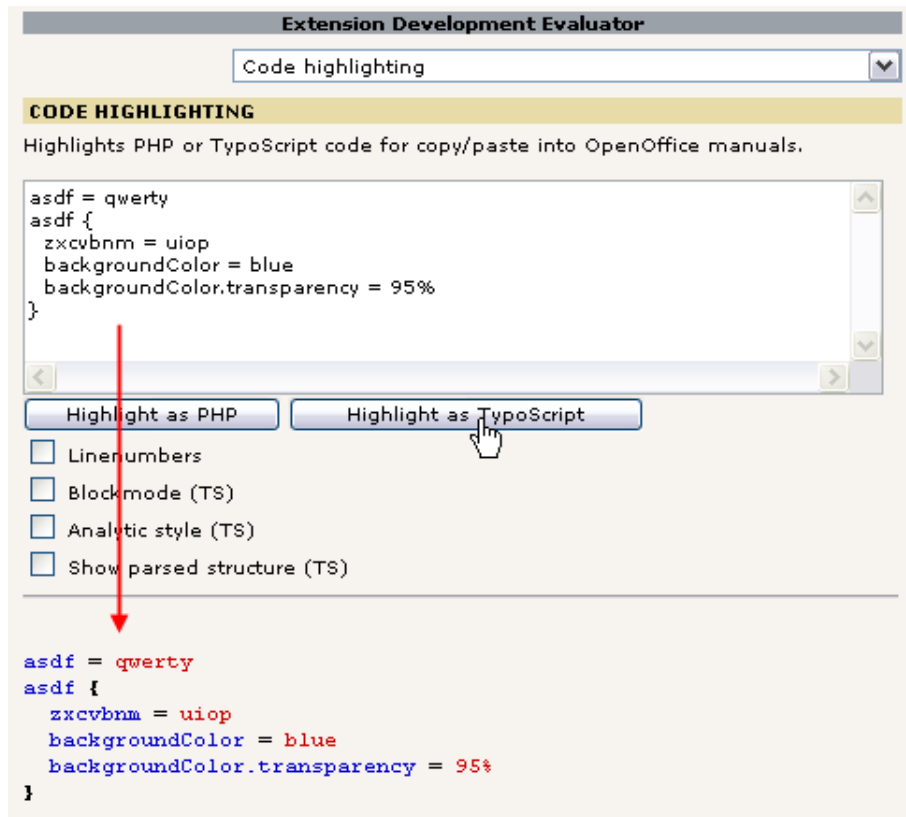 Extension Development Evaluator
Code highlighting
CODE HIGHLIGHTING
Highlights PHP or TypoScript code for copy/paste into OpenOffice manuals.
asdf = qwerty
asdf {
  zxcvbnm = uiop
  backgroundColor = blue
  backgroundColor.transparency = 95%
}
Highlight as PHP Highlight as TypoScript
Linenumbers
Blockmode (TS)
Analytic style (TS)
Show parsed structure (TS)
asdf = qwerty
asdf {
  zxcvbnm = uiop
  backgroundColor = blue
  backgroundColor.transparency = 95%
}